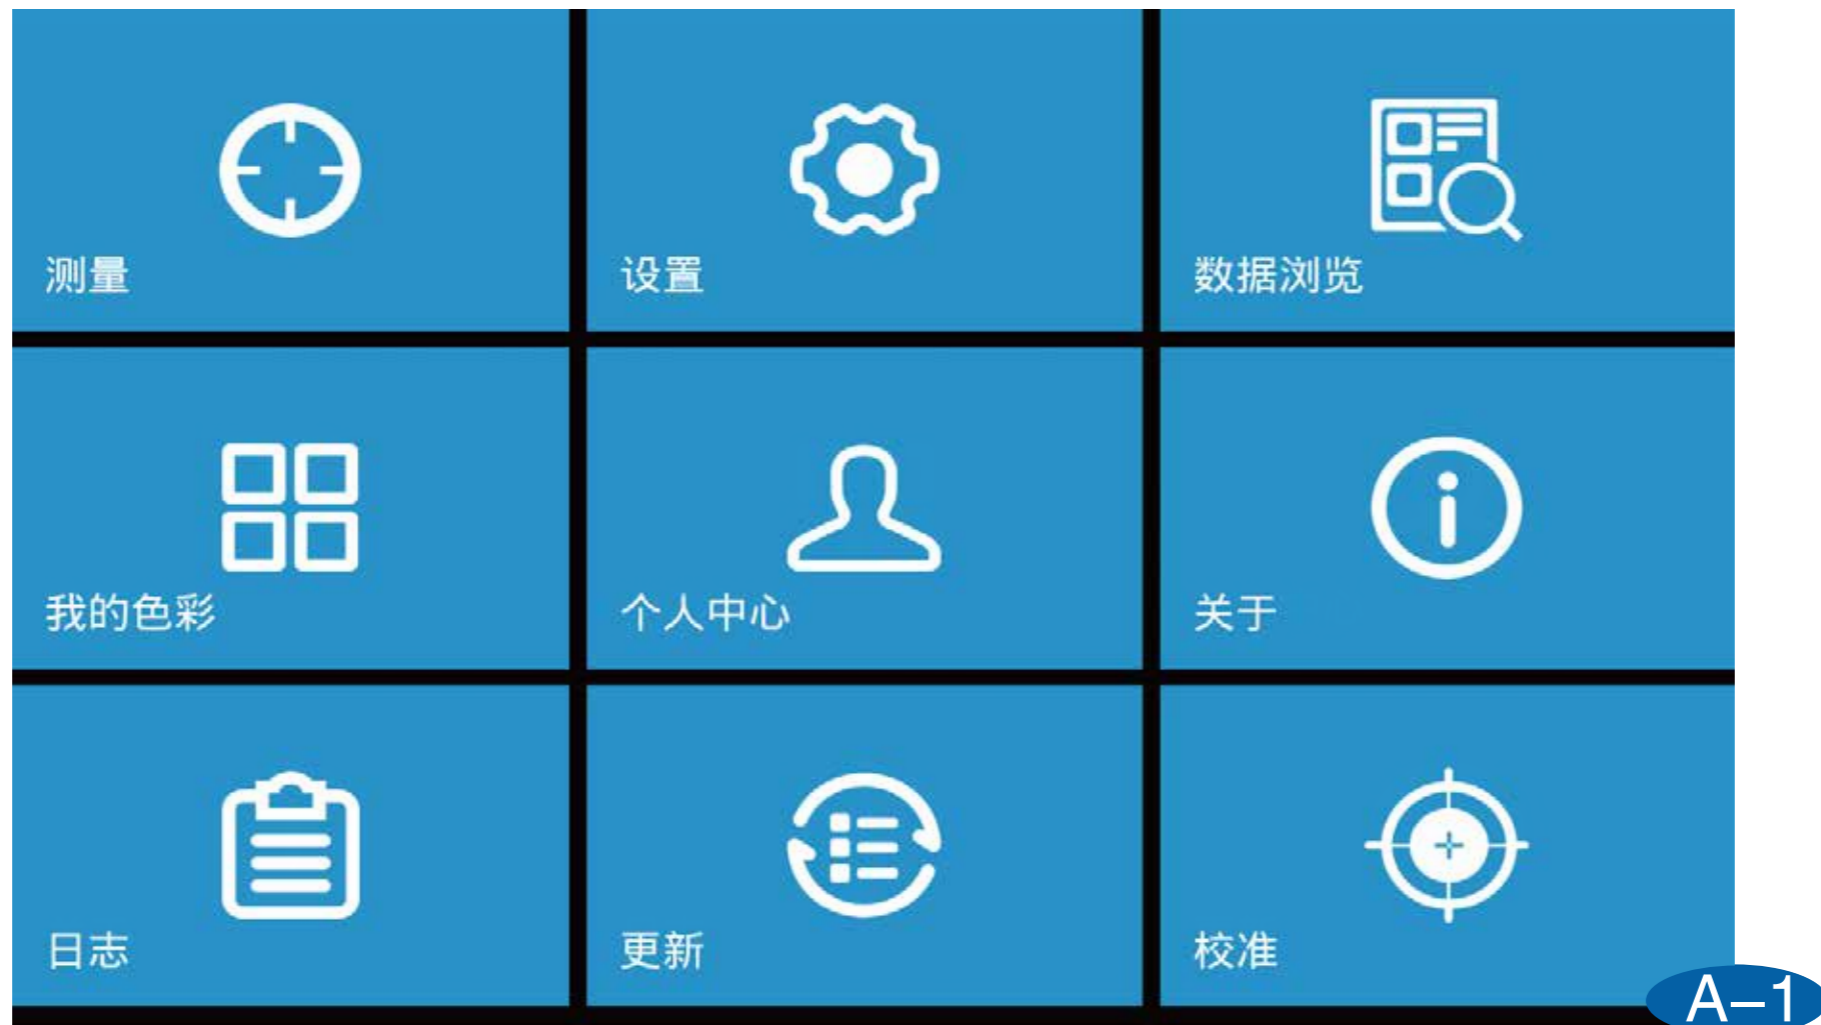 测量
设置
数据浏览
我的色彩
个人中心
关于
日志
更新
校准
A-1